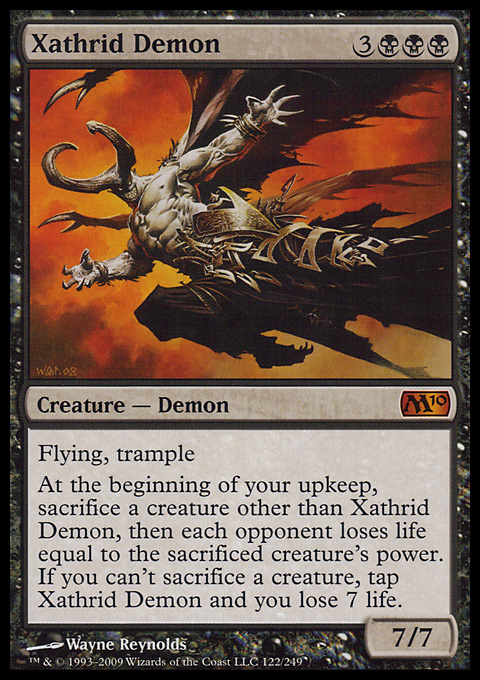 Xathrid Demon 3
WAR.08
Creature — Demon M10
Flying, trample
At the beginning of your upkeep,
sacrifice a creature other than Xathrid
Demon, then each opponent loses life
equal to the sacrificed creature's power.
If you can't sacrifice a creature, tap
Xathrid Demon and you lose 7 life.
Wayne Reynolds
7/7
™ & © 1993–2009 Wizards of the Coast LLC 122/249